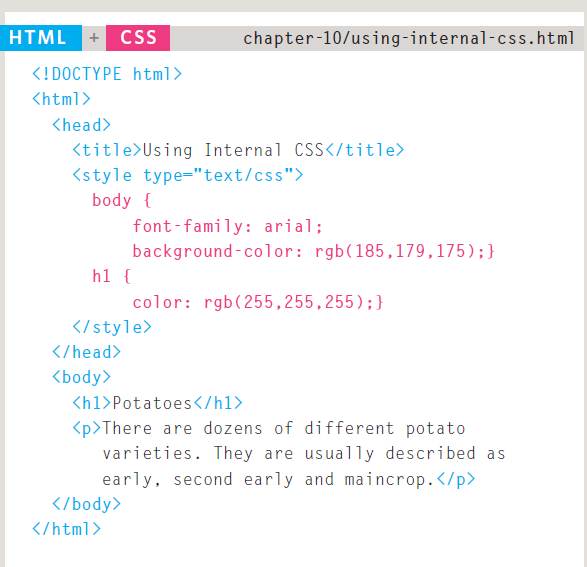 HTML + CSS chapter-10/using-internal-css.html
<!DOCTYPE html>
<html>
<head>
<title>Using Internal CSS</title>
<style type="text/css">
body {
font-family: arial;
background-color: rgb(185,179,175);}
h1 {
color: rgb(255,255,255);}
</style>
</head>
<body>
<h1>Potatoes</h1>
<p>There are dozens of different potato
varieties. They are usually described as
early, second early and maincrop.</p>
</body>
</html>